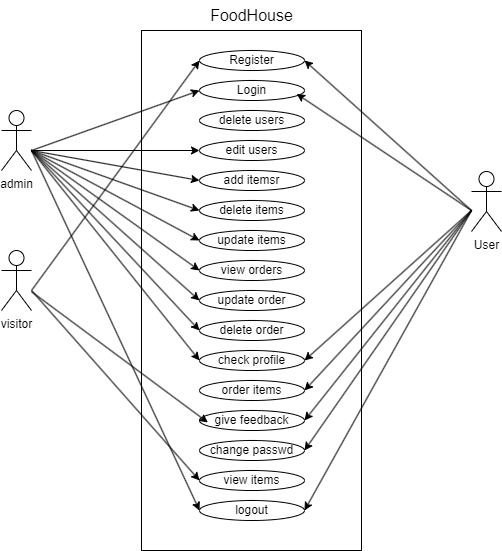 FoodHouse
Register
Login
delete users
edit users
add itemsr
delete items
update items
view orders
update order
delete order
check profile
order items
give feedback
change passwd
view items
logout
admin
visitor
User